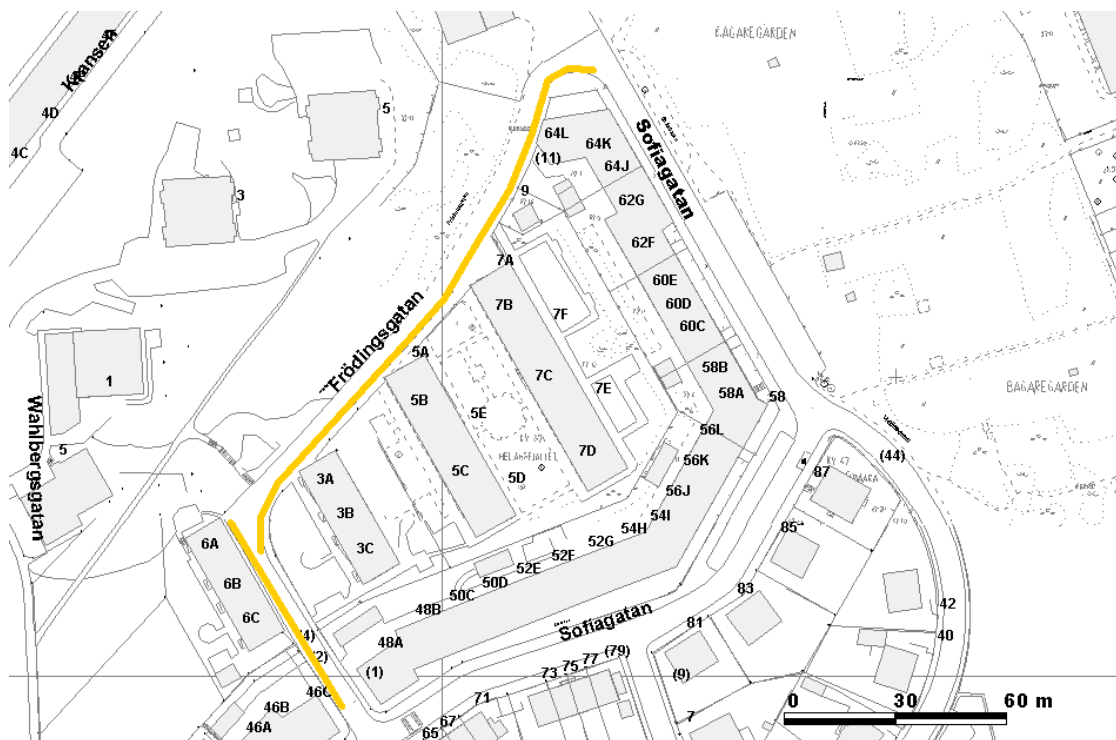 BAGAREGÅRDEN
Kransen
4D
4C
5
3
64L
64K
64J
(11)
Sofiagatan
9
62G
62F
7A
7B
7F
60E
60D
60C
Frödingsgatan
5A
5B
5E
7C
7E
58B
58A
58
1
BAGAREGÅRDEN
Wahlbergsgatan
5
5C
5D
7D
56L
56K
56J
(44)
87
3A
3B
3C
54I
54H
52G
52F
52E
50D
50C
48B
48A
85
6A
6B
6C
83
81
42
40
Sofiagatan
(1)
(79)
77
75
73
71
(9)
46B
46A
67
65
7
0 30 60 m